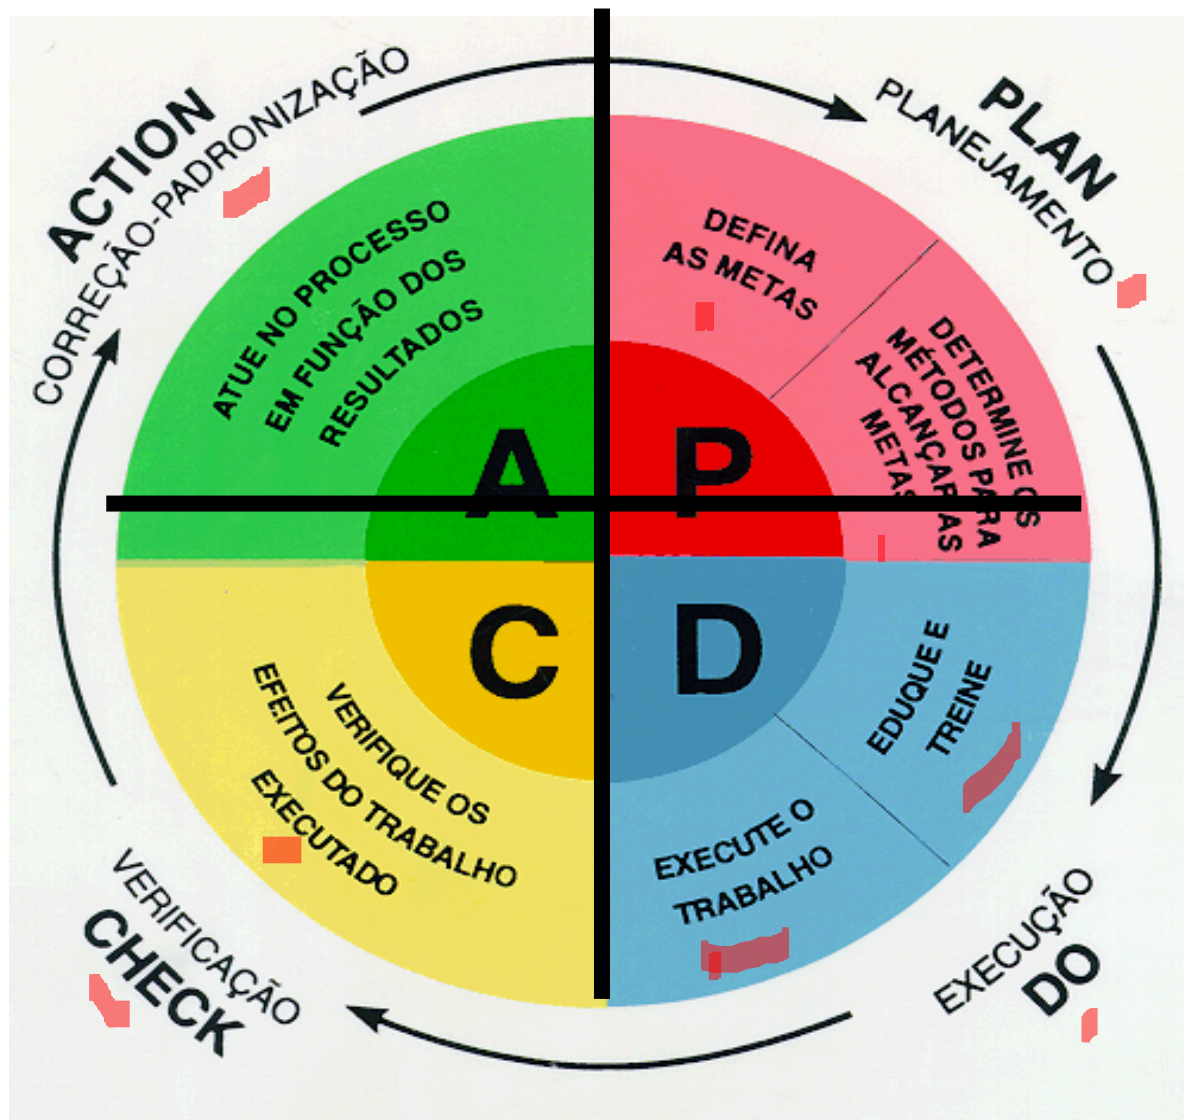 ACTION
CORREÇÃO-PADRONIZAÇÃO
PLAN
PLANEJAMENTO
ATUE NO PROCESSO
EM FUNÇÃO DOS
RESULTADOS
DEFINA
AS METAS
DETERMINE OS
MÉTODOS PARA
ALCANÇAR AS
METAS
A
P
C
D
VERIFIQUE OS
EFEITOS DO TRABALHO
EXECUTADO
EDUQUE E
TREINE
EXECUTE O
TRABALHO
VERIFICAÇÃO
CHECK
EXECUÇÃO
DO